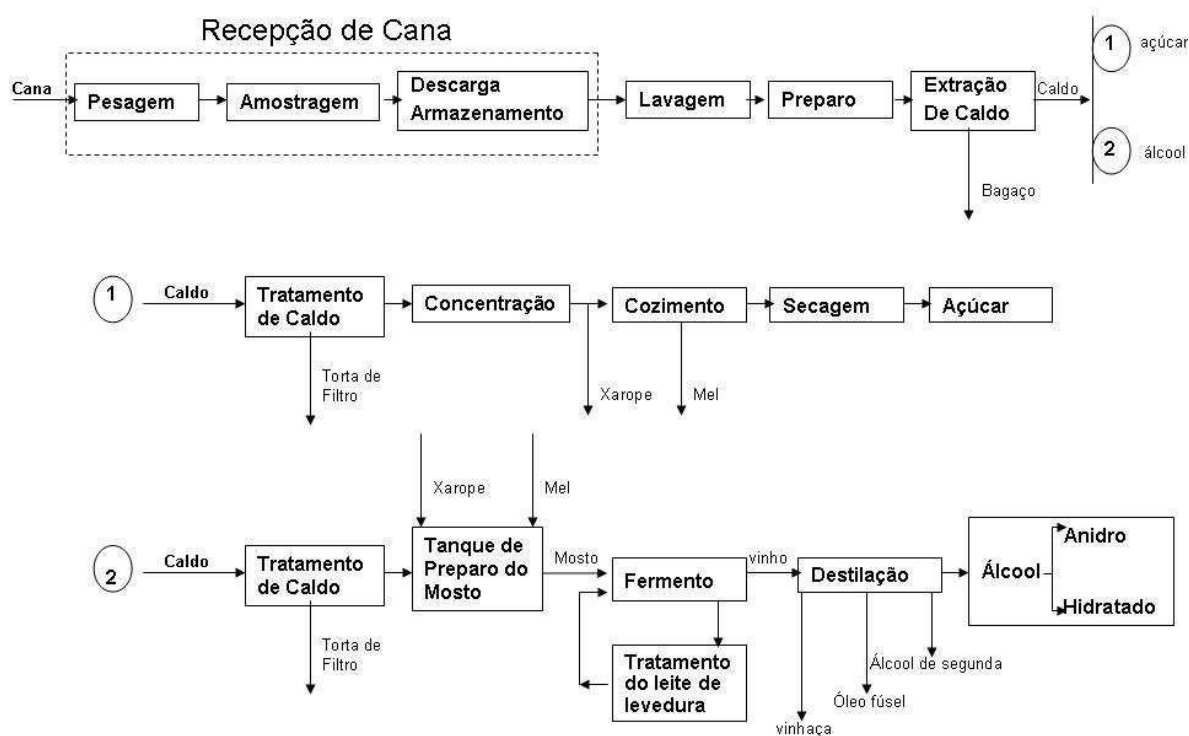 Recepção de Cana
Cana
Pesagem
Amostragem
Descarga
Armazenamento
Lavagem
Preparo
Extração
De Caldo
Caldo
1
açúcar
2
álcool
Bagaço
1
Caldo
Tratamento
de Caldo
Concentração
Cozimento
Secagem
Açúcar
Torta de
Filtro
Xarope
Mel
Xarope
Mel
2
Caldo
Tratamento
de Caldo
Tanque de
Preparo do
Mosto
Mosto
Fermento
vinho
Destilação
Álcool
Anidro
Hidratado
Torta de
Filtro
Tratamento
do leite de
levedura
Álcool de segunda
Óleo fúsel
vinhaça